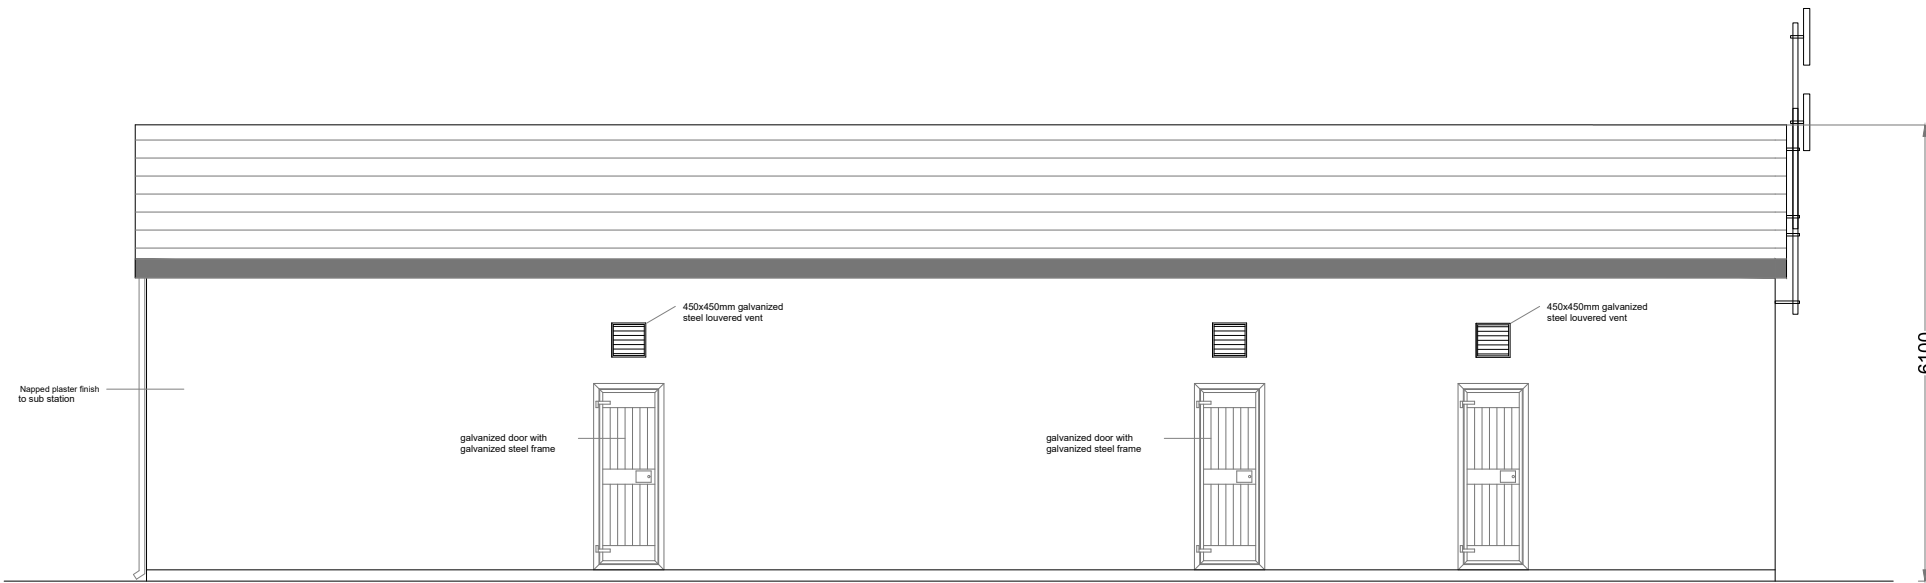 450x450mm galvanized
steel louvered vent
450x450mm galvanized
steel louvered vent
6100
Napped plaster finish
to sub station
galvanized door with
galvanized steel frame
galvanized door with
galvanized steel frame